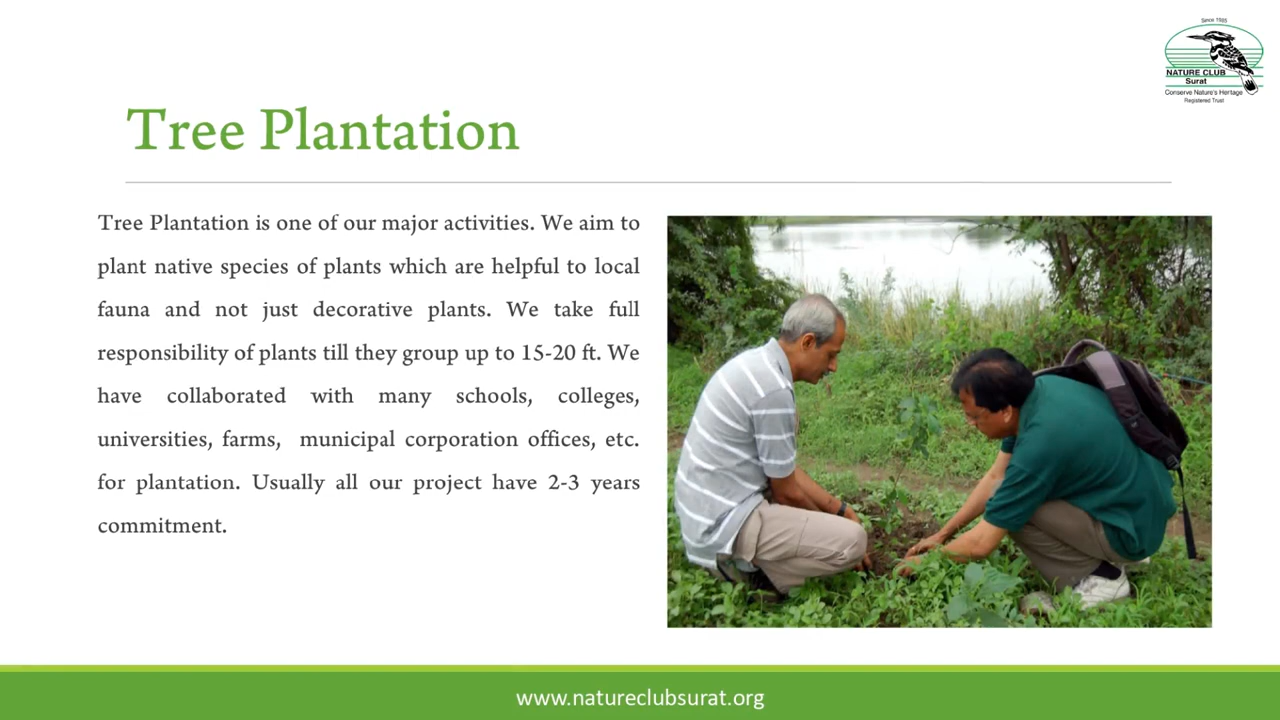 Since 1985
NATURE CLUB
Surat
Conserve Nature's Heritage
Registered Trust
Tree Plantation
Tree Plantation is one of our major activities. We aim to
plant native species of plants which are helpful to local
fauna and not just decorative plants. We take full
responsibility of plants till they group up to 15-20 ft. We
have collaborated with many schools, colleges,
universities, farms, municipal corporation offices, etc.
for plantation. Usually all our project have 2-3 years
commitment.
www.natureclubsurat.org